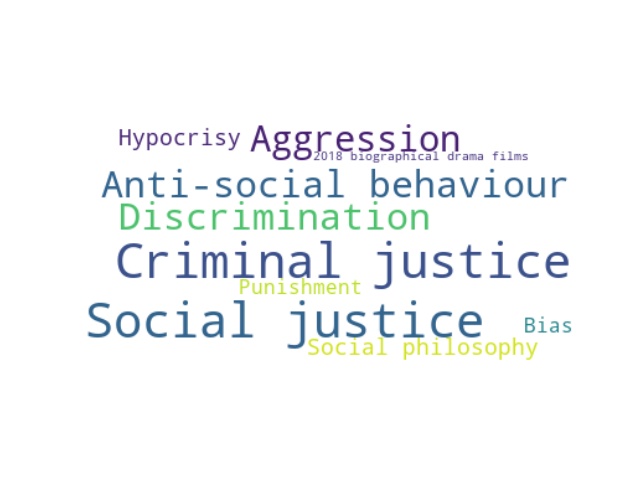 Hypocrisy Aggression
2018 biographical drama films
Anti-social behaviour
Discrimination
Criminal justice
Punishment
Social justice
Bias
Social philosophy